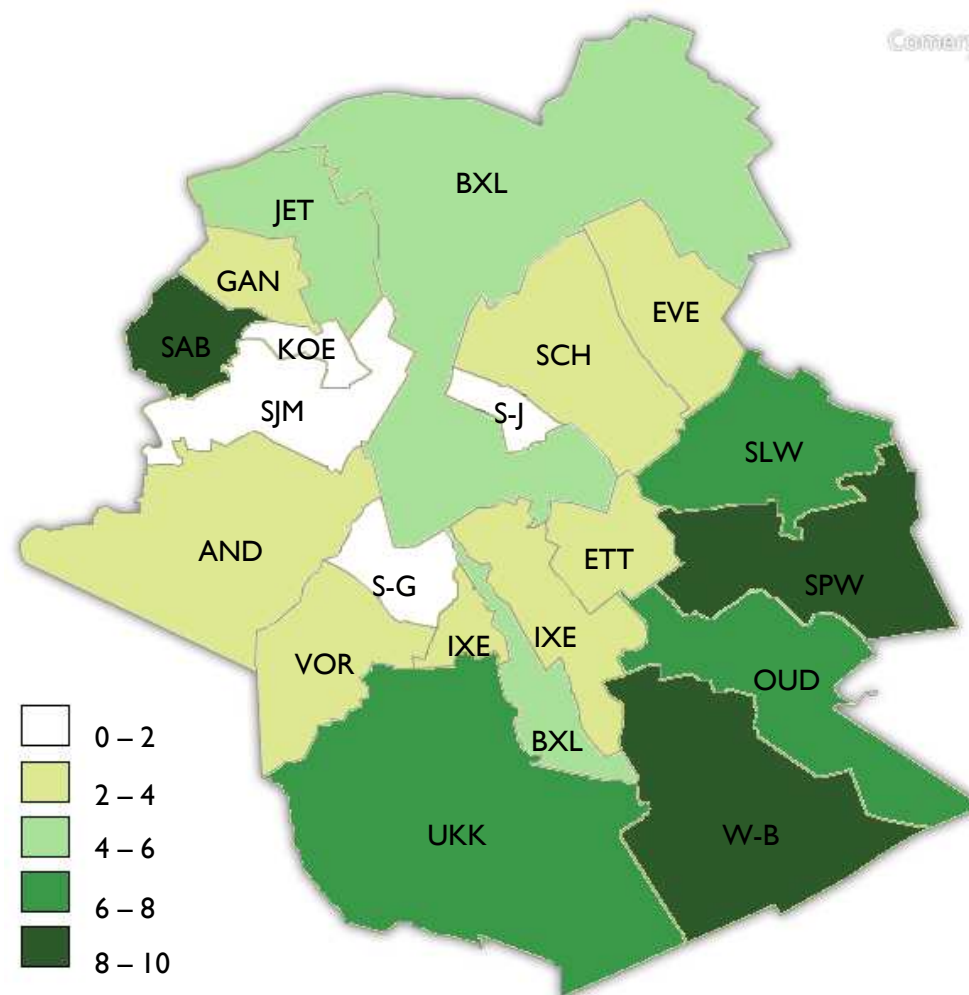 BXL
JET
GAN
EVE
SAB
KOE
SCH
SJM
S-J
SLW
AND
ETT
S-G
SPW
IXE
IXE
VOR
OUD
BXL
UKK
W-B
0 – 2
2 – 4
4 – 6
6 – 8
8 – 10